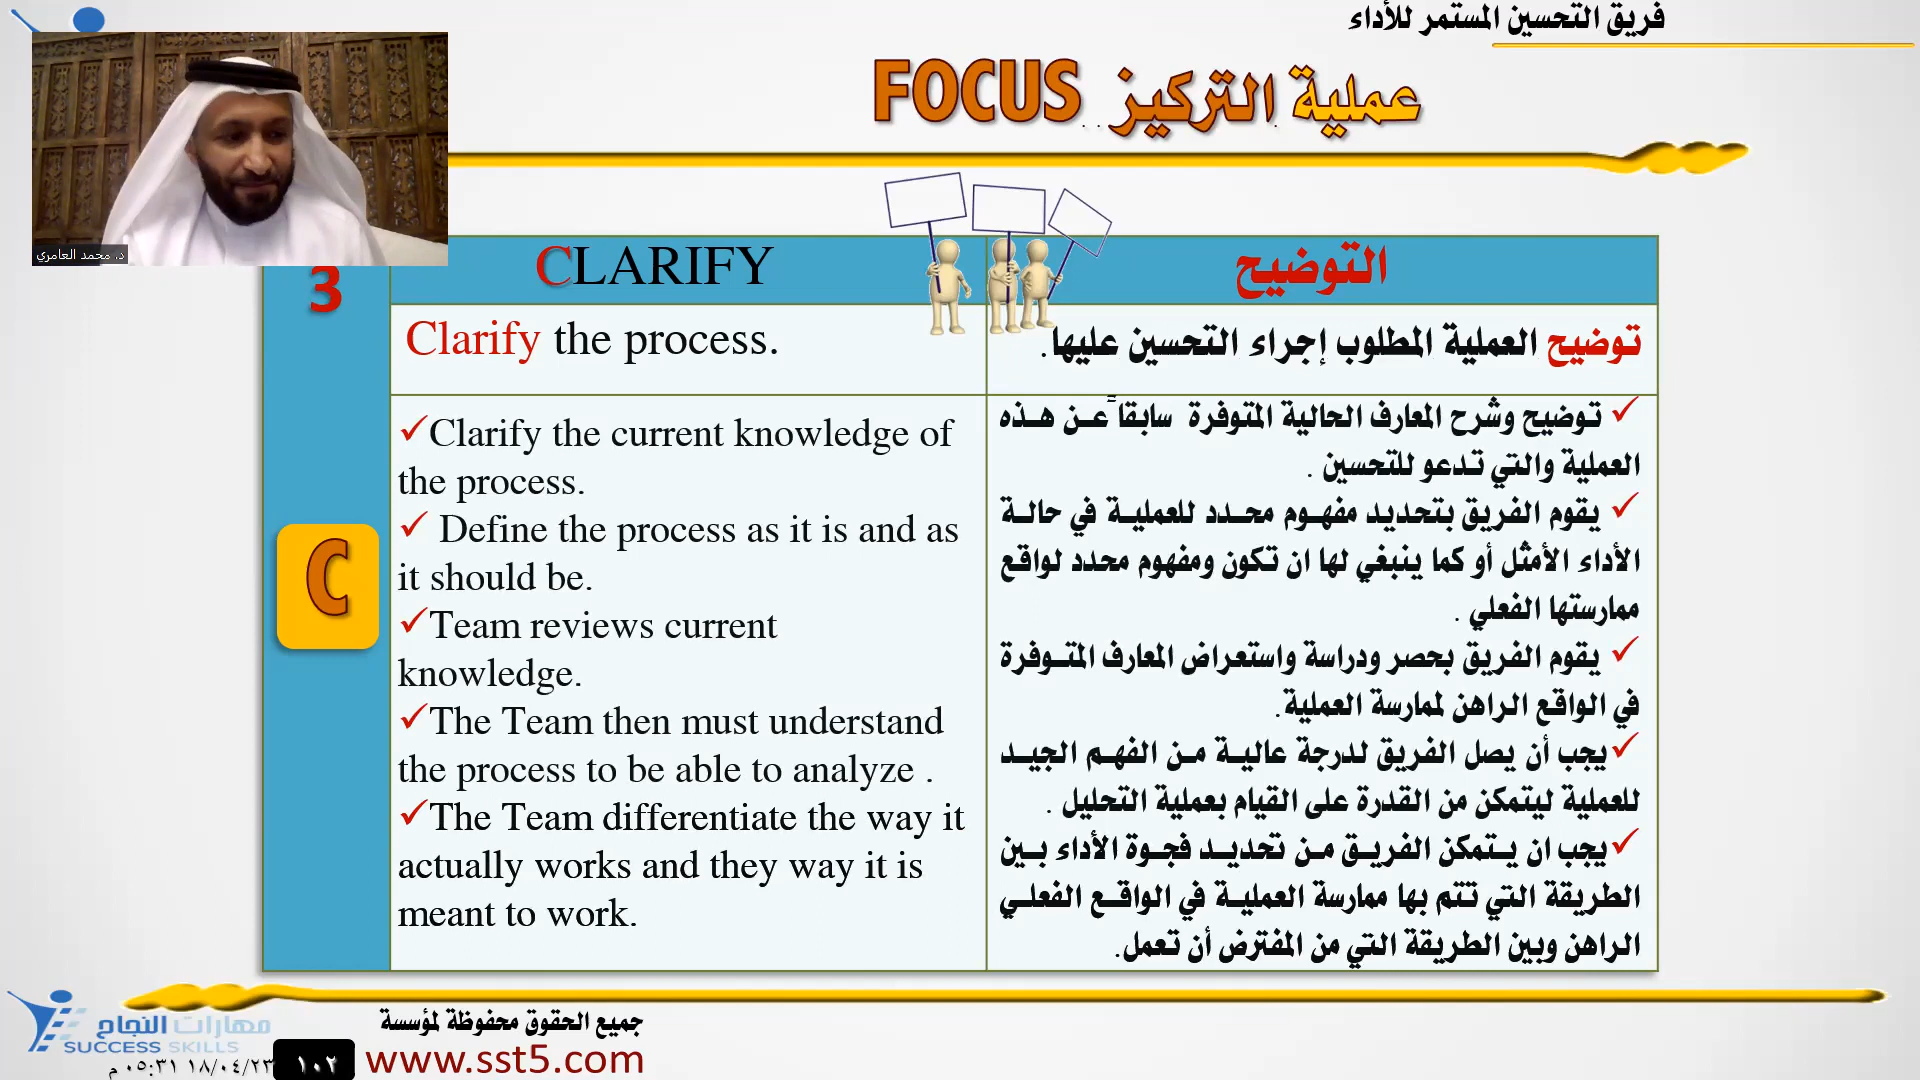 فريق التحسين المستمر للأداء
عملية التركيز .. FOCUS
د. محمد العامري
3
CLARIFY
التوضيح
Clarify the process.
توضيح العملية المطلوب إجراء التحسين عليها.
C
✓Clarify the current knowledge of
the process.
✓ Define the process as it is and as
it should be.
✓Team reviews current
knowledge.
✓The Team then must understand
the process to be able to analyze .
✓The Team differentiate the way it
actually works and they way it is
meant to work.
✓ توضيح وشرح المعارف الحالية المتوفرة سابقاً عن هذه
العملية والتي تدعو للتحسين .
✓ يقوم الفريق بتحديد مفهوم محدد للعملية في حالة
الأداء الأمثل أو كما ينبغي لها ان تكون ومفهوم محدد لواقع
ممارستها الفعلي .
✓ يقوم الفريق بحصر ودراسة واستعراض المعارف المتوفرة
في الواقع الراهن لممارسة العملية.
✓يجب أن يصل الفريق لدرجة عالية من الفهم الجيد
للعملية ليتمكن من القدرة على القيام بعملية التحليل .
✓يجب ان يتمكن الفريق من تحديد فجوة الأداء بين
الطريقة التي تتم بها ممارسة العملية في الواقع الفعلي
الراهن وبين الطريقة التي من المفترض أن تعمل.
مهارات النجاح
SUCCESS SKILLS
جميع الحقوق محفوظة لمؤسسة
www.sst5.com
١٠٢
١٨/٠٤/٢٣ ٠٥:٣١ م